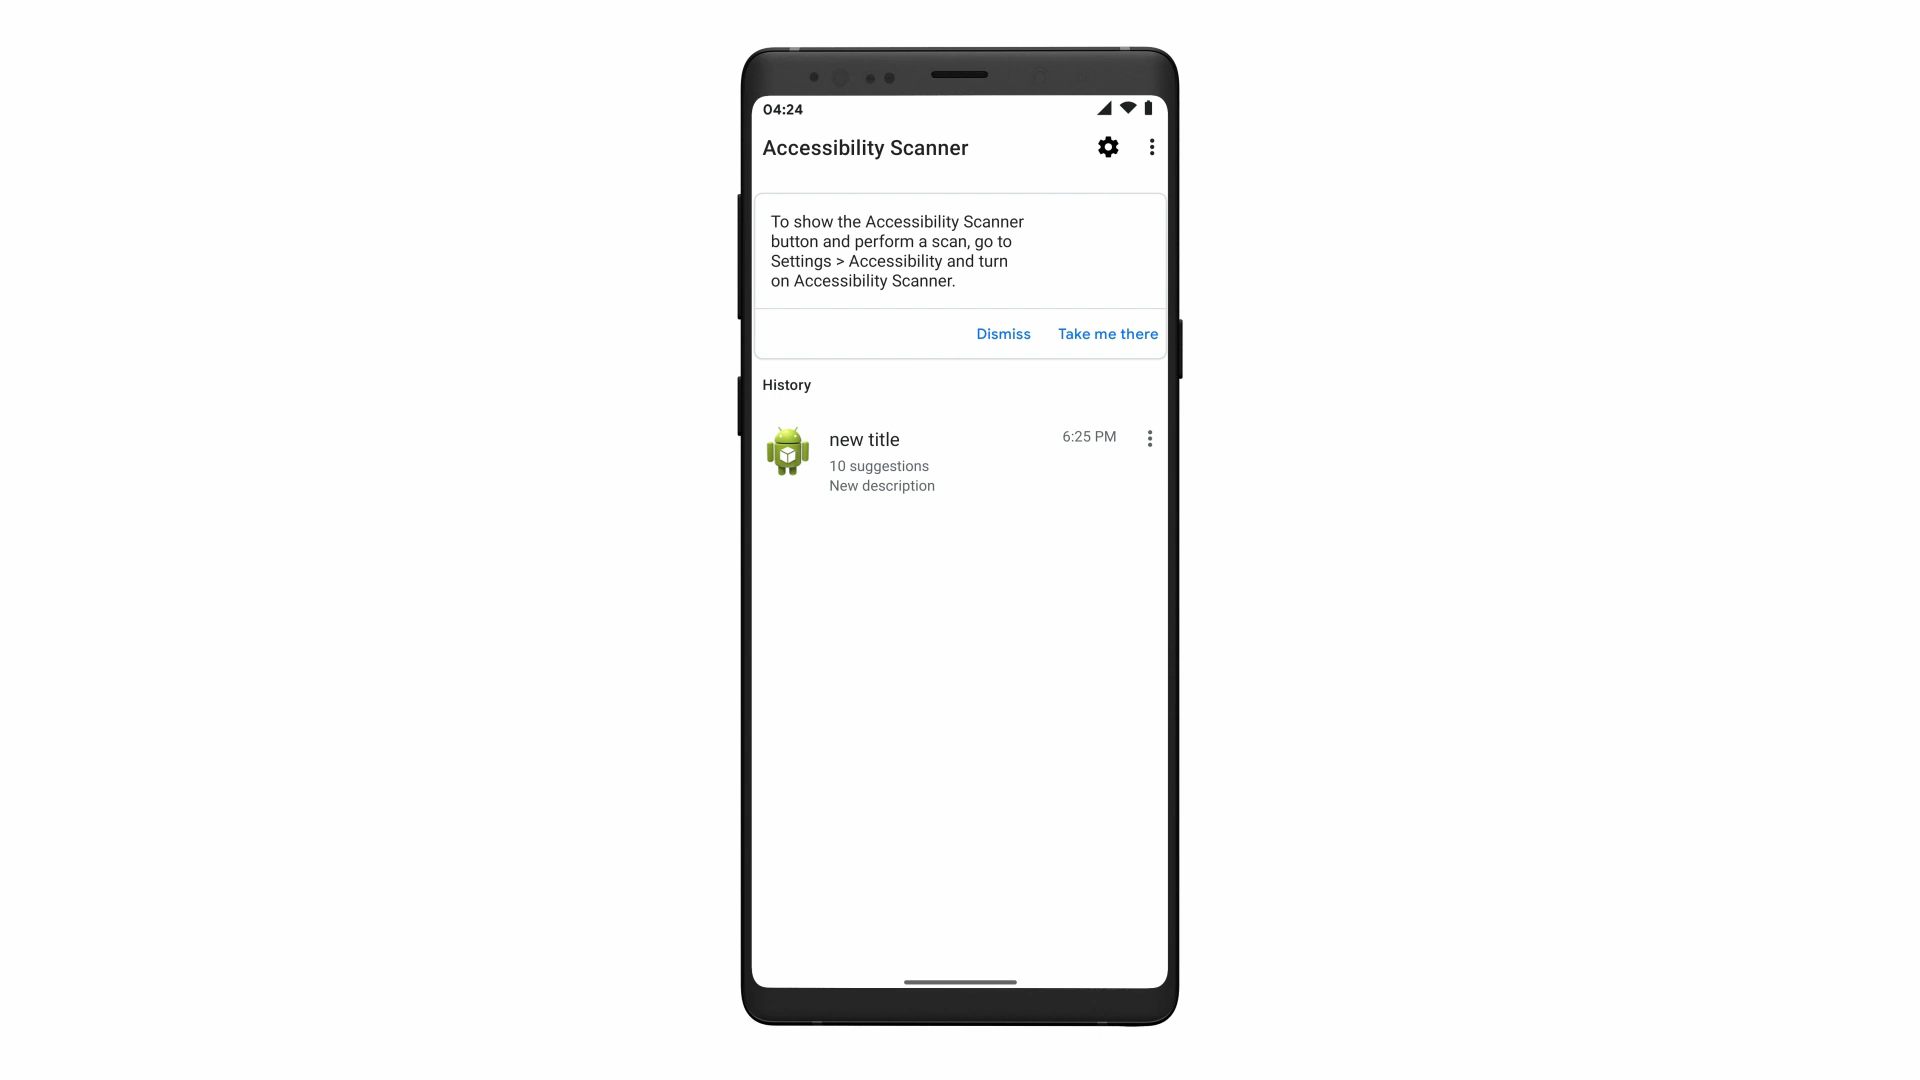 04:24
Accessibility Scanner
To show the Accessibility Scanner
button and perform a scan, go to
Settings > Accessibility and turn
on Accessibility Scanner.
Dismiss Take me there
History
new title 6:25 PM
10 suggestions
New description